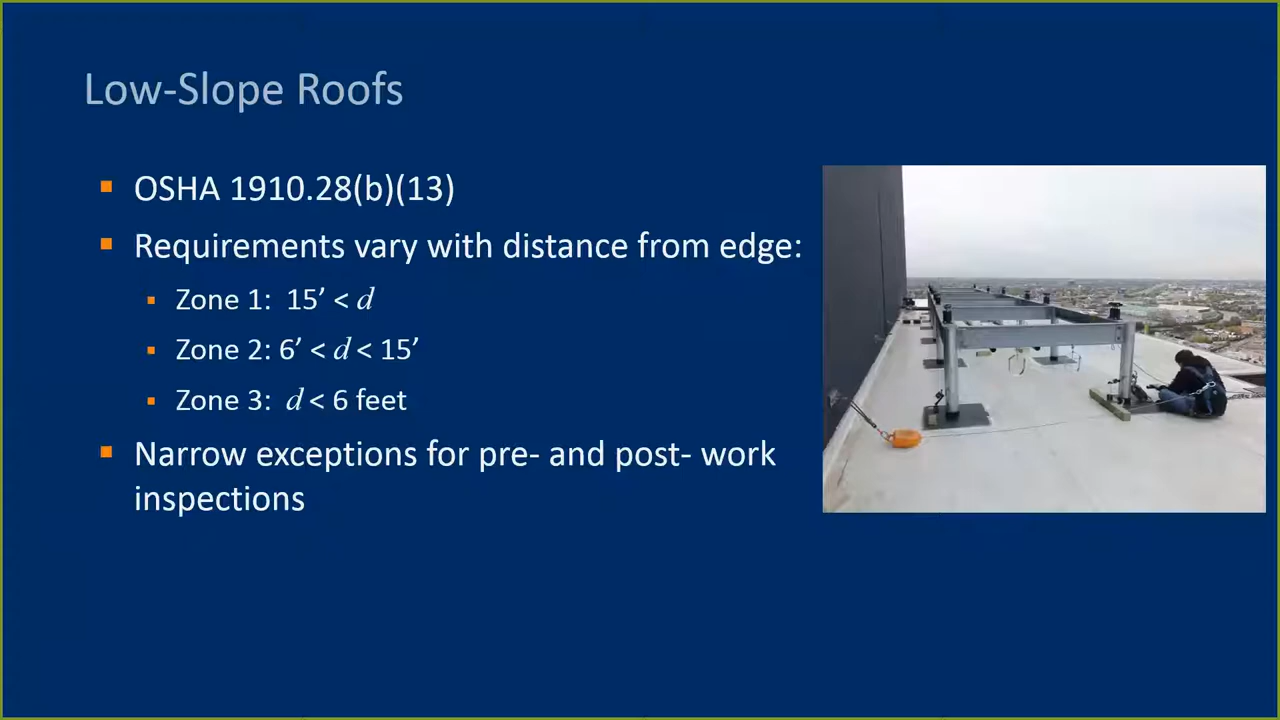 Low-Slope Roofs
OSHA 1910.28(b)(13)
Requirements vary with distance from edge:
Zone 1: 15’ < d
Zone 2: 6’ < d < 15’
Zone 3: d < 6 feet
Narrow exceptions for pre- and post- work
inspections